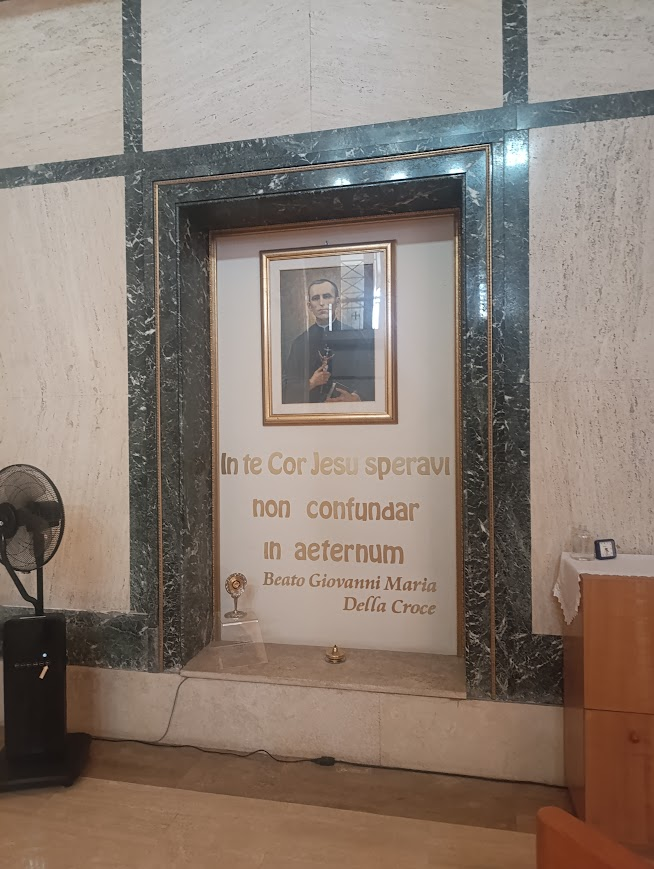 In te Cor Jesu speravi
non confundar
in aeternum
Beato Giovanni Maria
Della Croce